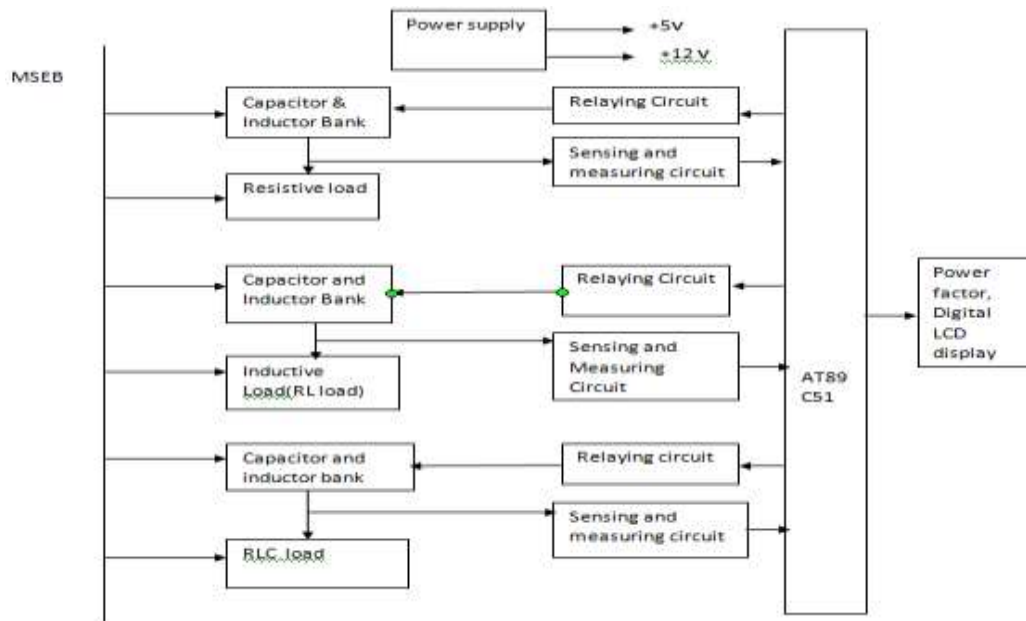 Power supply
+5V
+12 V
MSEB
Capacitor &
Inductor Bank
Relaying Circuit
Sensing and
measuring circuit
Resistive load
Capacitor and
Inductor Bank
Relaying Circuit
Sensing and
Measuring
Circuit
Inductive
Load(RL load)
Power
factor,
Digital
LCD
display
AT89
C51
Capacitor and
inductor bank
Relaying circuit
Sensing and
measuring circuit
RLC load